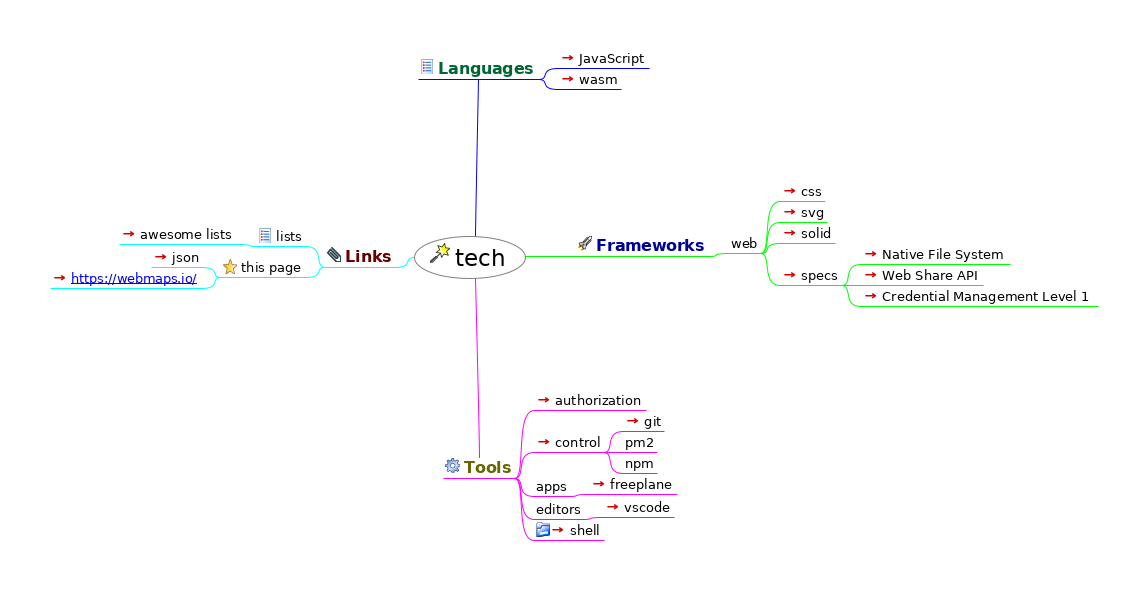 Languages
JavaScript
wasm
tech
Frameworks
web
css
svg
solid
specs
Native File System
Web Share API
Credential Management Level 1
Links
lists
awesome lists
this page
json
https://webmaps.io/
Tools
authorization
control
git
pm2
npm
apps
freeplane
editors
vscode
shell